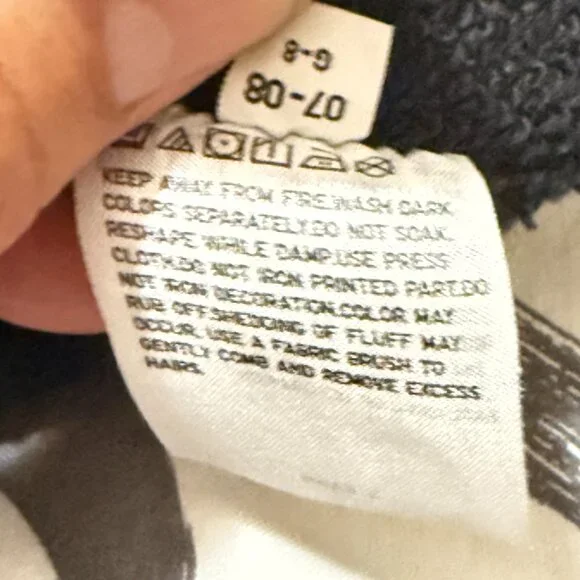 07-08
G-8
KEEP AWAY FROM FIRE.WASH DARK
COLORS SEPARATELY.DO NOT SOAK.
RESHAPE WHILE DAMP.USE PRESS
CLOTH.DO NOT IRON PRINTED PART.DO
NOT IRON DECORATION.COLOR MAY
RUB OFF.SHEDDING OF FLUFF MAY
OCCUR. USE A FABRIC BRUSH TO
GENTLY COMB AND REMOVE EXCESS
HAIRS.